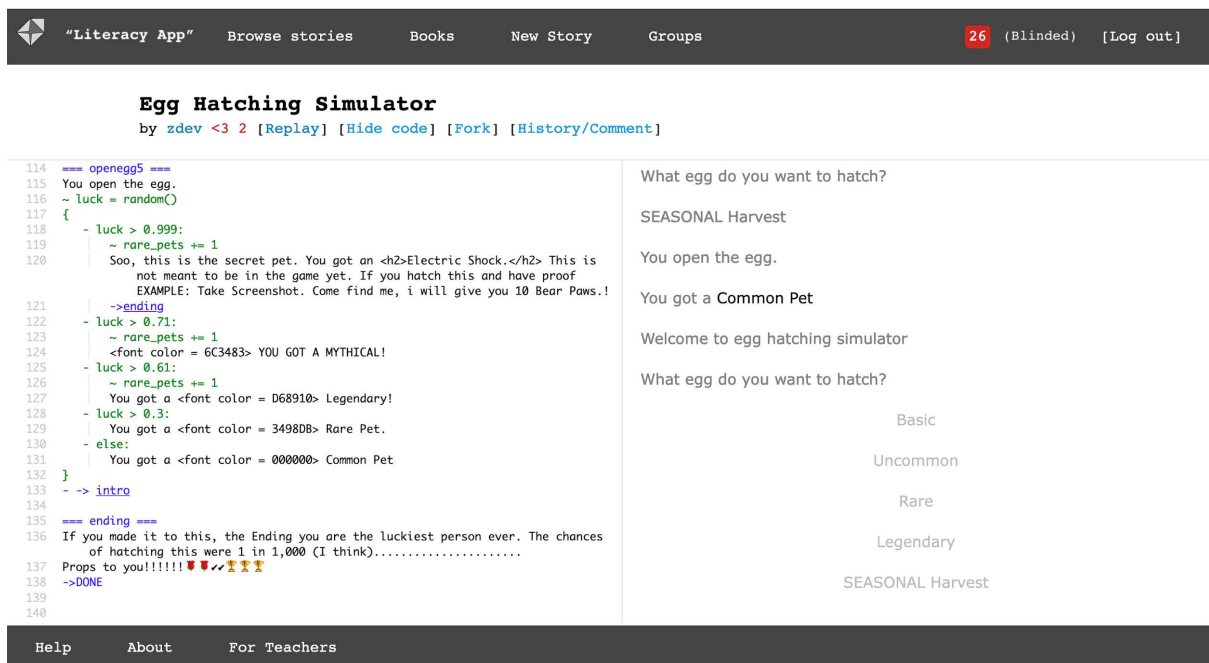 “Literacy App” Browse stories Books New Story Groups 26 (Blinded) [Log out]
Egg Hatching Simulator
by zdev <3 2 [Replay] [Hide code] [Fork] [History/Comment]
114 === openegg5 ===
115 You open the egg.
116 ~ luck = random()
117 {
118 - luck > 0.999:
119 ~ rare_pets += 1
120 Soo, this is the secret pet. You got an <h2>Electric Shock.</h2> This is
not meant to be in the game yet. If you hatch this and have proof
EXAMPLE: Take Screenshot. Come find me, i will give you 10 Bear Paws.!
121 ->ending
122 - luck > 0.71:
123 ~ rare_pets += 1
124 <font color = 6C3483> YOU GOT A MYTHICAL!
125 - luck > 0.61:
126 ~ rare_pets += 1
127 You got a <font color = D68910> Legendary!
128 - luck > 0.3:
129 You got a <font color = 3498DB> Rare Pet.
130 - else:
131 You got a <font color = 000000> Common Pet
132 }
133 - -> intro
134
135 === ending ===
136 If you made it to this, the Ending you are the luckiest person ever. The chances
of hatching this were 1 in 1,000 (I think)......................
137 Props to you!!!!!!🌹🌹✔✔🏆🏆🏆
138 ->DONE
139
140
What egg do you want to hatch?
SEASONAL Harvest
You open the egg.
You got a Common Pet
Welcome to egg hatching simulator
What egg do you want to hatch?
Basic
Uncommon
Rare
Legendary
SEASONAL Harvest
Help About For Teachers